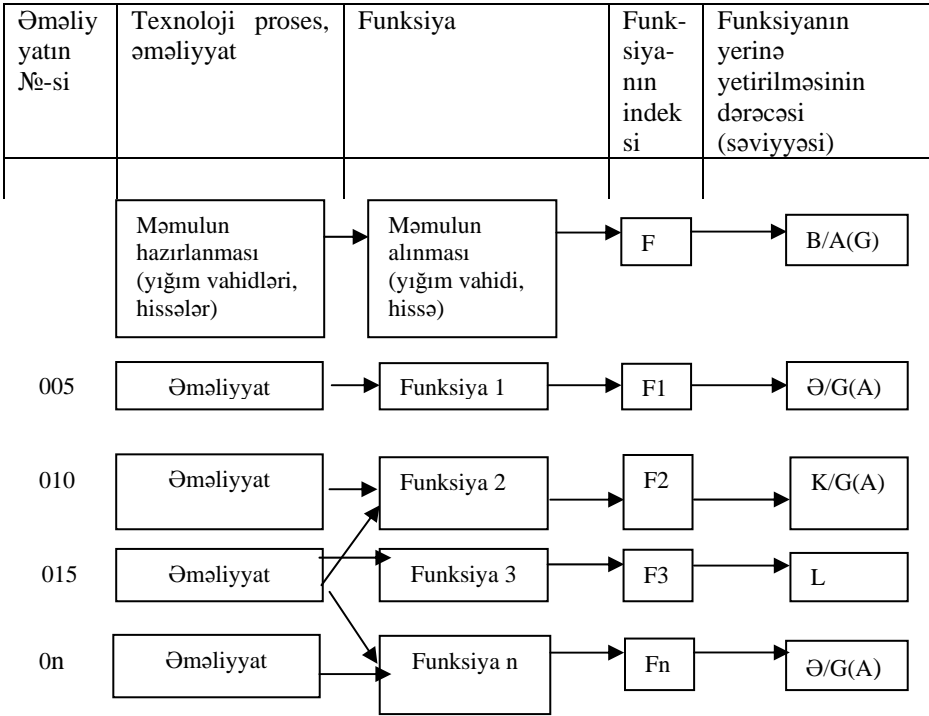 Əməliy
yatın
№-si
Texnoloji proses,
əməliyyat
Funksiya
Funk-
siya-
nın
indek
si
Funksiyanın
yerinə
yetirilməsinin
dərəcəsi
(səviyyəsi)
Məmulun
hazırlanması
(yığım vahidləri,
hissələr)
Məmulun
alınması
(yığım vahidi,
hissə)
F
B/A(G)
005
Əməliyyat
Funksiya 1
F1
Ə/G(A)
010
Əməliyyat
Funksiya 2
F2
K/G(A)
015
Əməliyyat
Funksiya 3
F3
L
0n
Əməliyyat
Funksiya n
Fn
Ə/G(A)